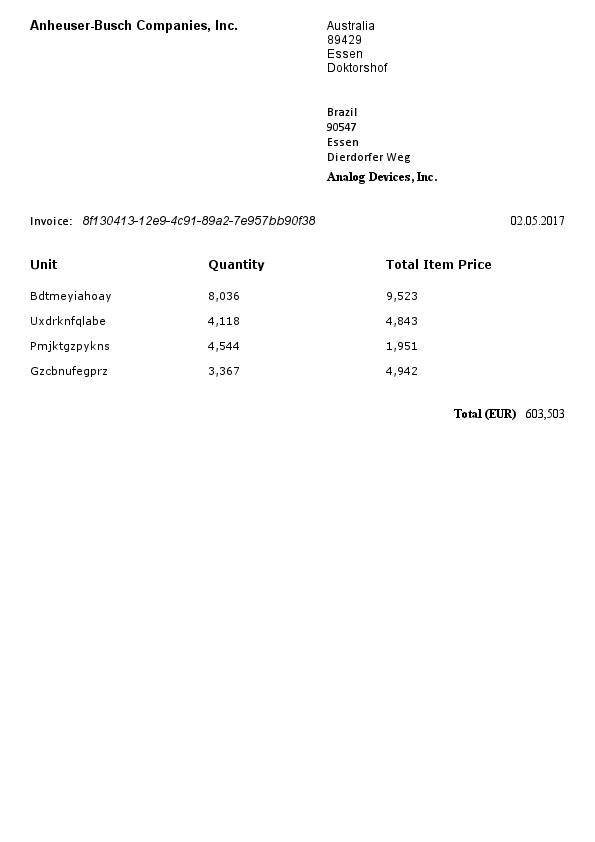 Anheuser-Busch Companies, Inc.
Australia
89429
Essen
Doktorshof
Brazil
90547
Essen
Dierdorfer Weg
Analog Devices, Inc.
Invoice: 8f130413-12e9-4c91-89a2-7e957bb90f38 02.05.2017
Unit Quantity Total Item Price
Bdtmeyiahoay 8,036 9,523
Uxdrknfqlabe 4,118 4,843
Pmjktgzpykns 4,544 1,951
Gzcbnufegprz 3,367 4,942
Total (EUR) 603,503